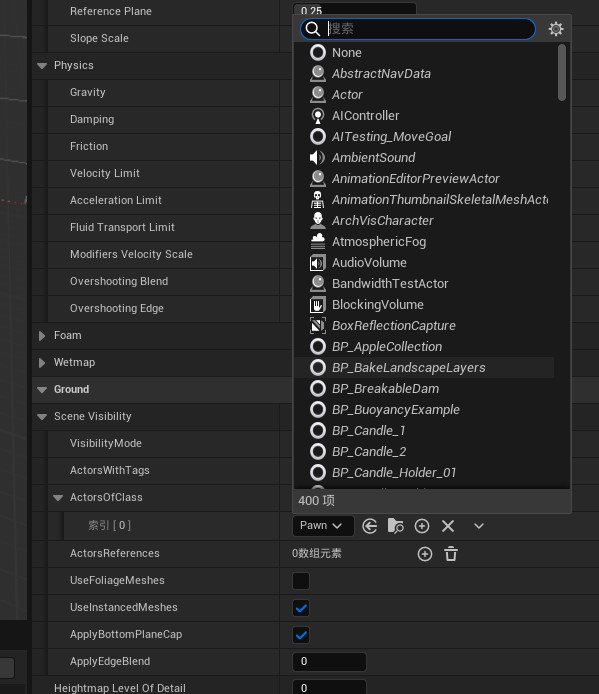 Reference Plane
0.25
Slope Scale
搜索
None
AbstractNavData
Actor
AIController
AITesting_MoveGoal
AmbientSound
AnimationEditorPreviewActor
AnimationThumbnailSkeletalMeshActo
ArchVisCharacter
AtmosphericFog
AudioVolume
BandwidthTestActor
BlockingVolume
BoxReflectionCapture
BP_AppleCollection
BP_BakeLandscapeLayers
BP_BreakableDam
BP_BuoyancyExample
BP_Candle_1
BP_Candle_2
BP_Candle_Holder_01
400 项
Physics
Gravity
Damping
Friction
Velocity Limit
Acceleration Limit
Fluid Transport Limit
Modifiers Velocity Scale
Overshooting Blend
Overshooting Edge
Foam
Wetmap
Ground
Scene Visibility
VisibilityMode
ActorsWithTags
ActorsOfClass
索引 [ 0 ]
Pawn
ActorsReferences
0数组元素
UseFoliageMeshes
UseInstancedMeshes
ApplyBottomPlaneCap
ApplyEdgeBlend
0
Heightmap Level Of Detail
0